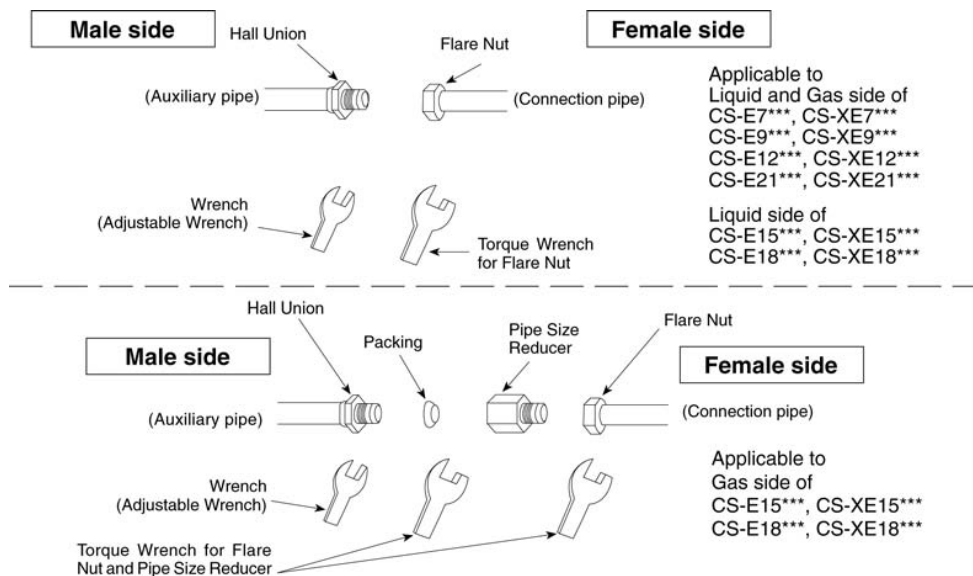 Male side
Hall Union
Flare Nut
Female side
(Auxiliary pipe)
(Connection pipe)
Applicable to
Liquid and Gas side of
CS-E7***, CS-XE7***
CS-E9***, CS-XE9***
CS-E12***, CS-XE12***
CS-E21***, CS-XE21***
Liquid side of
CS-E15***, CS-XE15***
CS-E18***, CS-XE18***
Wrench
(Adjustable Wrench)
Torque Wrench
for Flare Nut
Hall Union
Packing
Pipe Size
Reducer
Flare Nut
Male side
Female side
(Auxiliary pipe)
(Connection pipe)
Applicable to
Gas side of
CS-E15***, CS-XE15***
CS-E18***, CS-XE18***
Wrench
(Adjustable Wrench)
Torque Wrench for Flare
Nut and Pipe Size Reducer